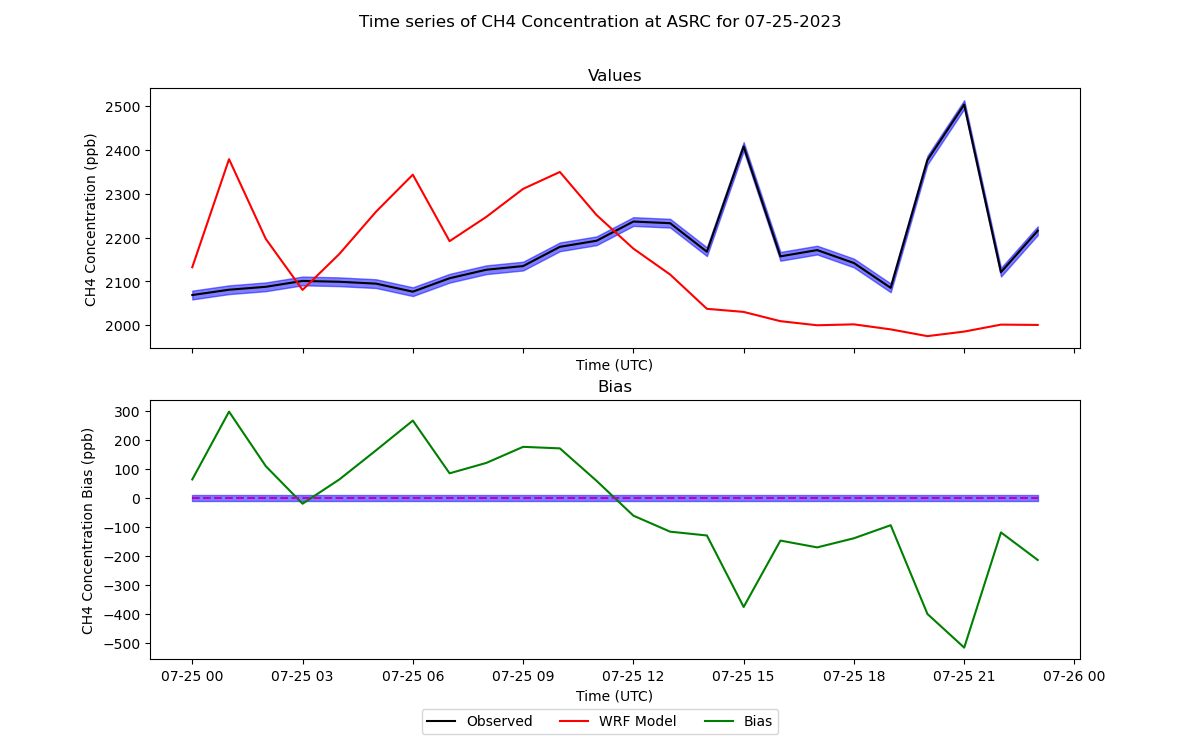 Time series of CH4 Concentration at ASRC for 07-25-2023
Values
CH4 Concentration (ppb)
2500
2400
2300
2200
2100
2000
Time (UTC)
Bias
CH4 Concentration Bias (ppb)
300
200
100
0
−100
−200
−300
−400
−500
07-25 00 07-25 03 07-25 06 07-25 09 07-25 12 07-25 15 07-25 18 07-25 21 07-26 00
Time (UTC)
Observed WRF Model Bias